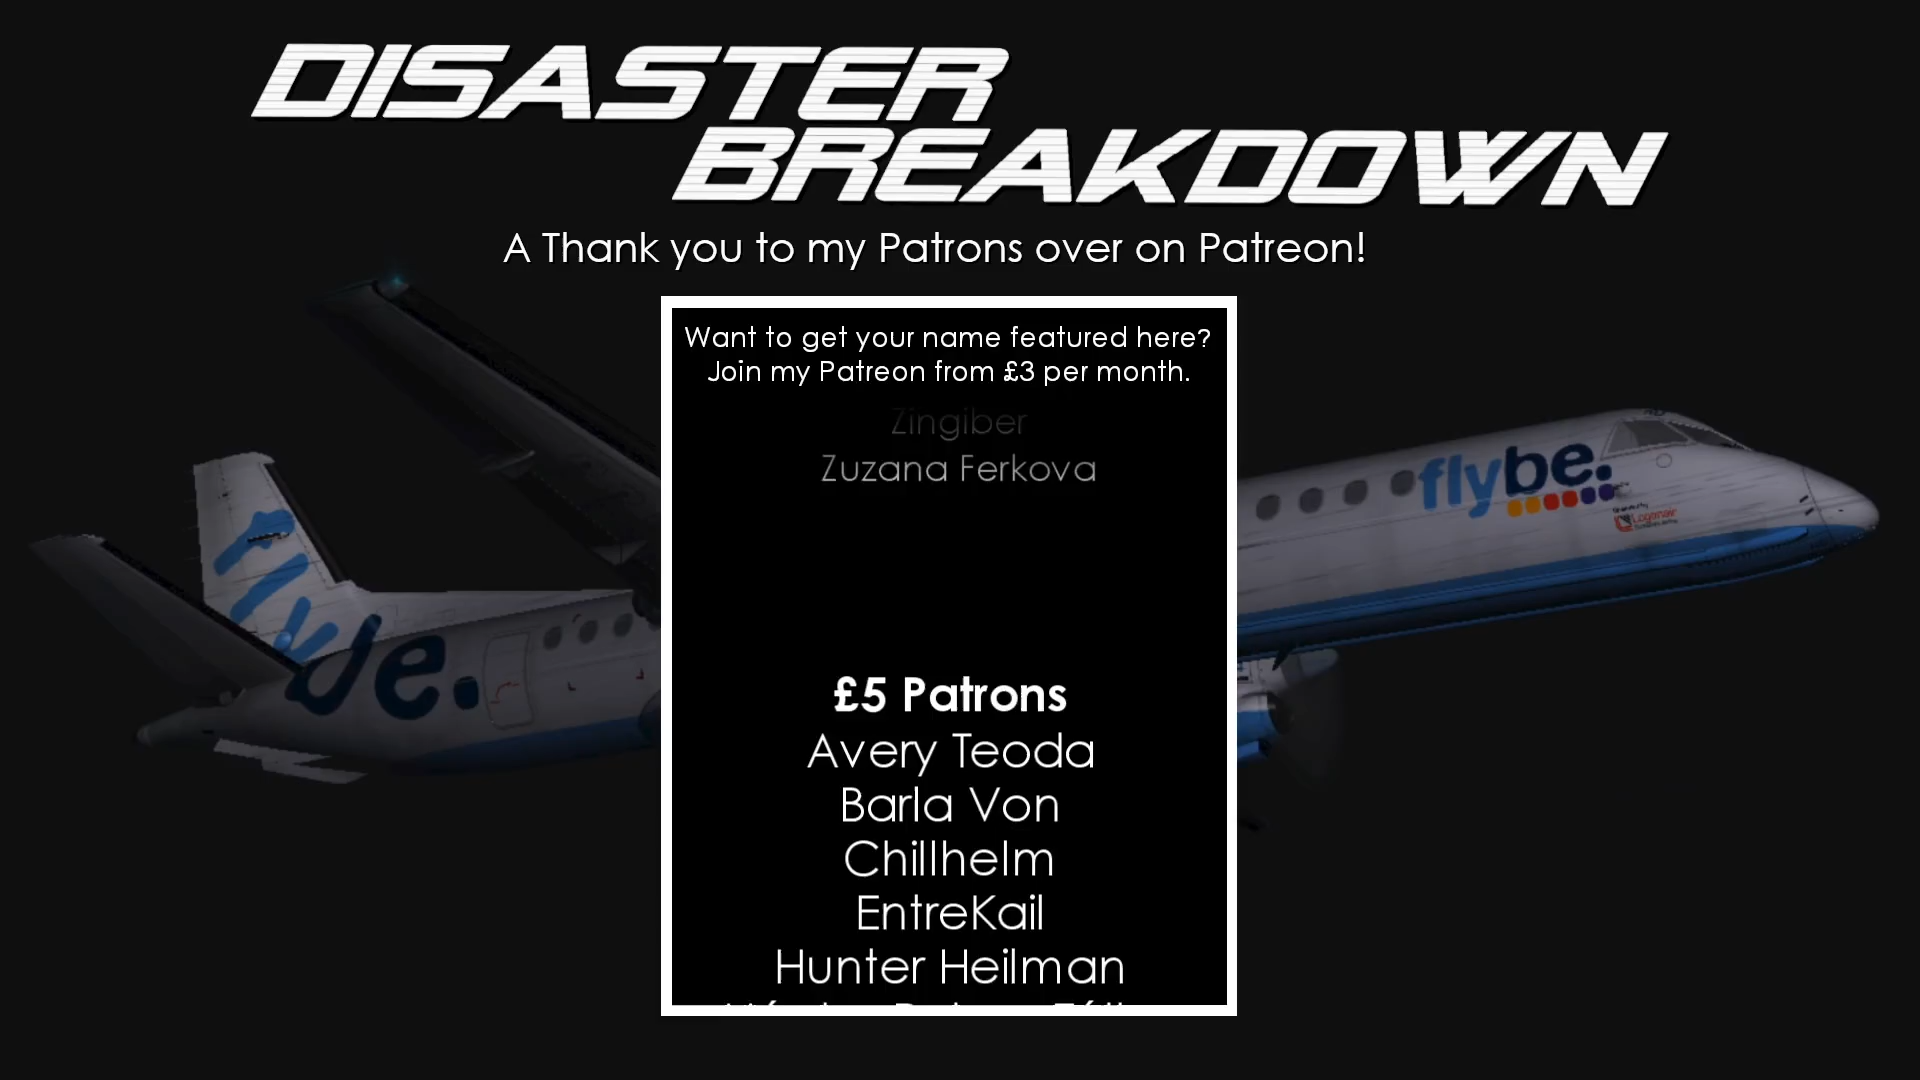 DISASTER
BREAKDOWN
A Thank you to my Patrons over on Patreon!
Want to get your name featured here?
Join my Patreon from £3 per month.
Zingiber
Zuzana Ferkova
£5 Patrons
Avery Teoda
Barla Von
Chillhelm
EntreKail
Hunter Heilman
flybe.
Loganair
flybe.